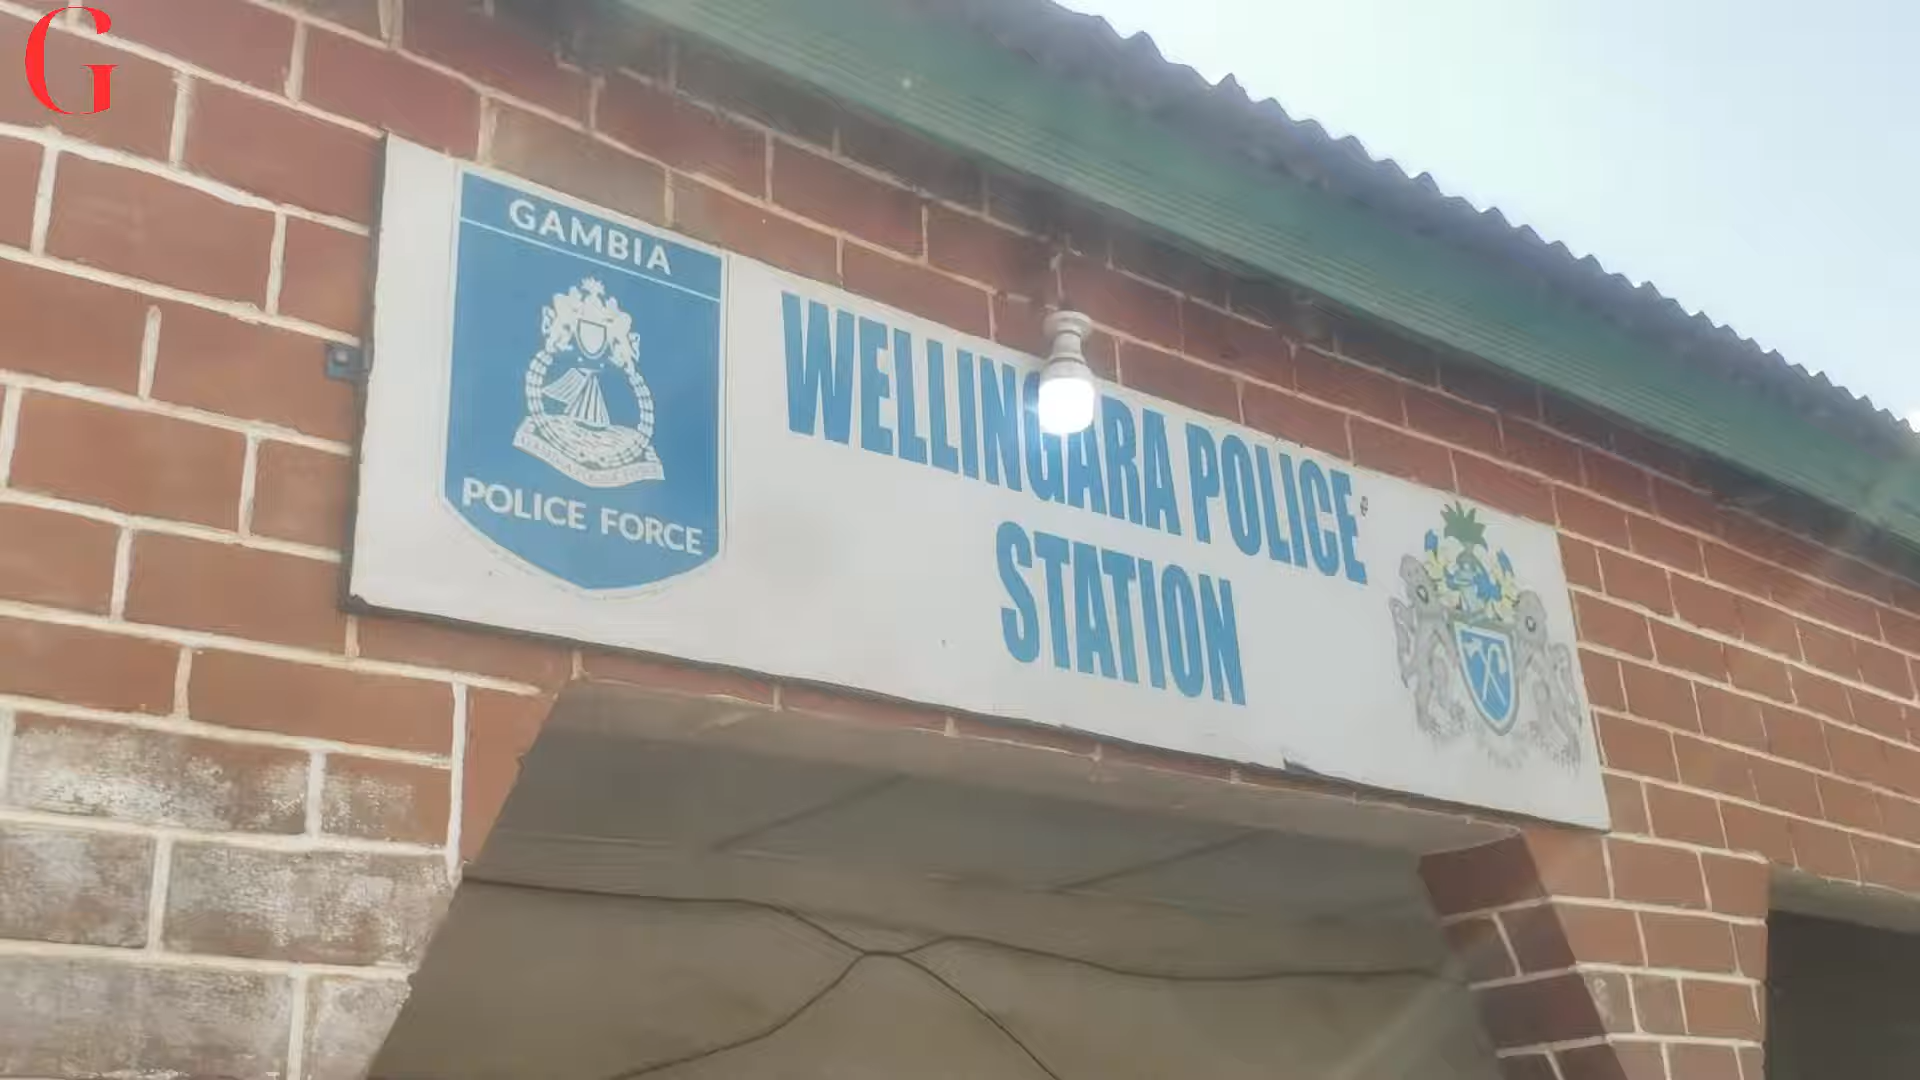 G
GAMBIA
POLICE FORCE
WELLINGARA POLICE
STATION